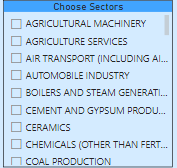 Choose Sectors
AGRICULTURAL MACHINERY
AGRICULTURE SERVICES
AIR TRANSPORT (INCLUDING AI...
AUTOMOBILE INDUSTRY
BOILERS AND STEAM GENERATI...
CEMENT AND GYPSUM PRODU...
CERAMICS
CHEMICALS (OTHER THAN FERT...
COAL PRODUCTION